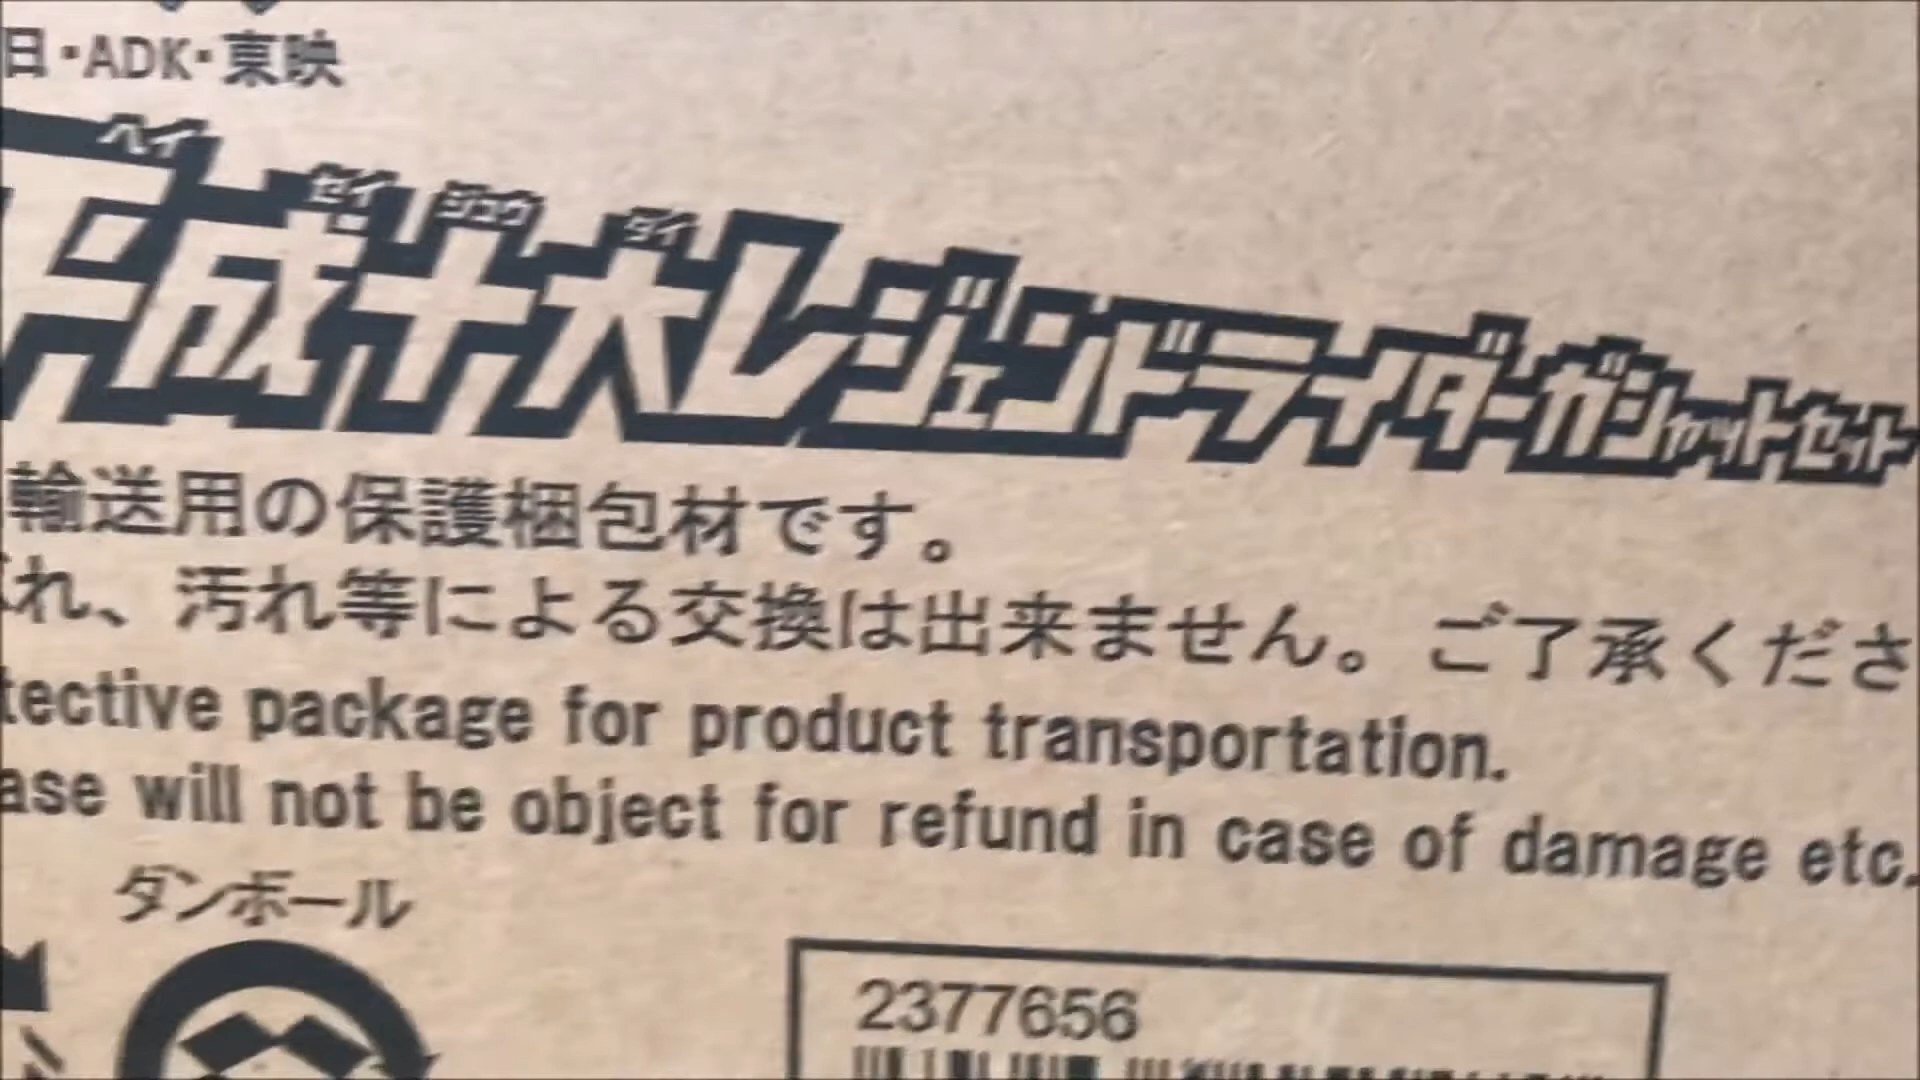 日・ADK・東映
ヘイ セイ ジュウ ダイ
平成十大レジェンドライダーガシャットセット
輸送用の保護梱包材です。
れ、汚れ等による交換は出来ません。ご了承くださ
tective package for product transportation.
ase will not be object for refund in case of damage etc.
ダンボール
2377656